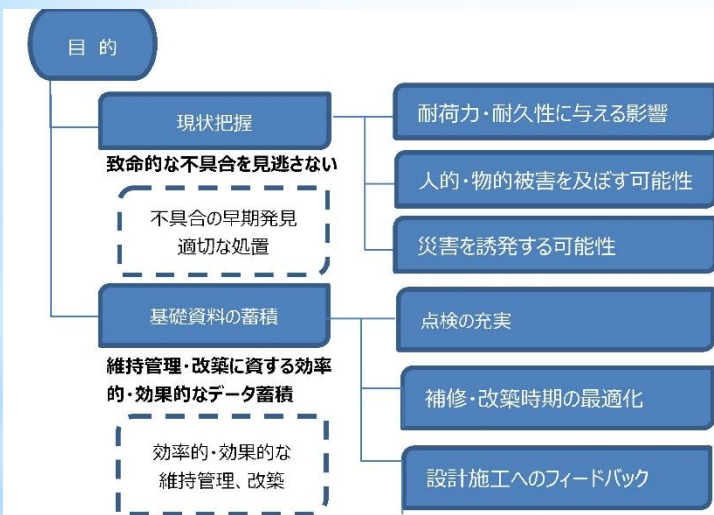 目 的
現状把握
致命的な不具合を見逃さない
不具合の早期発見
適切な処置
耐荷力・耐久性に与える影響
人的・物的被害を及ぼす可能性
災害を誘発する可能性
基礎資料の蓄積
維持管理・改築に資する効率
的・効果的なデータ蓄積
効率的・効果的な
維持管理、改築
点検の充実
補修・改築時期の最適化
設計施工へのフィードバック